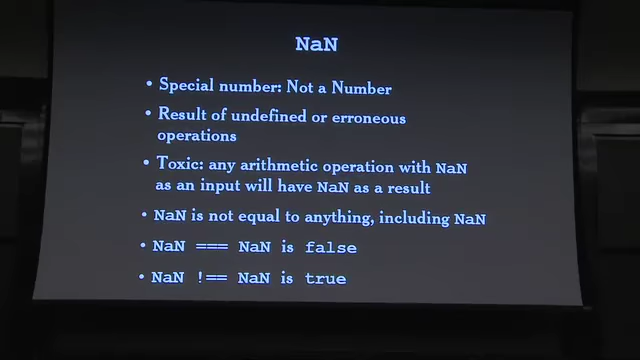 NaN
• Special number: Not a Number
• Result of undefined or erroneous
operations
• Toxic: any arithmetic operation with NaN
as an input will have NaN as a result
• NaN is not equal to anything, including NaN
• NaN === NaN is false
• NaN !== NaN is true